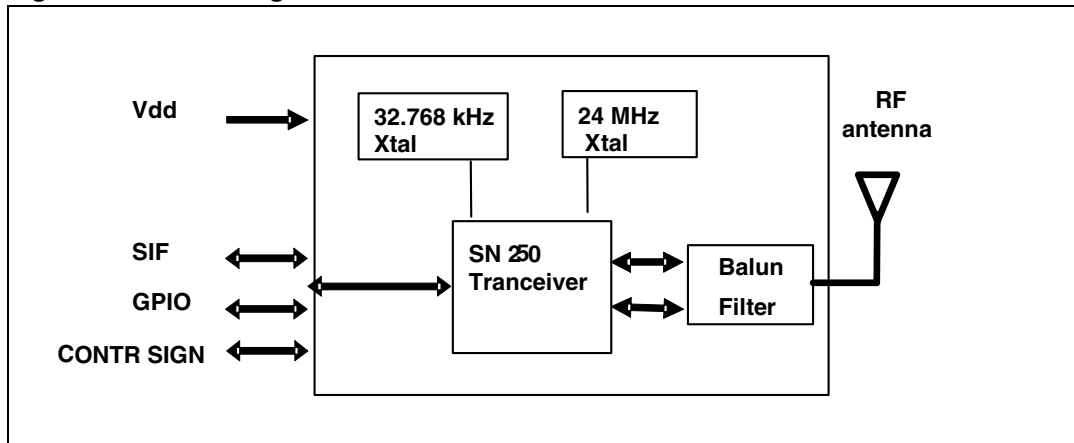 Vdd
32.768 kHz
Xtal
24 MHz
Xtal
RF
antenna
SIF
GPIO
CONTR SIGN
SN 250
Tranceiver
Balun
Filter